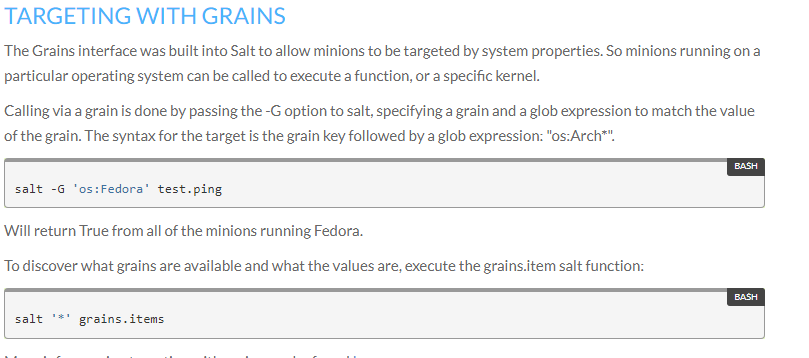 TARGETING WITH GRAINS
The Grains interface was built into Salt to allow minions to be targeted by system properties. So minions running on a
particular operating system can be called to execute a function, or a specific kernel.
Calling via a grain is done by passing the -G option to salt, specifying a grain and a glob expression to match the value
of the grain. The syntax for the target is the grain key followed by a glob expression: "os:Arch*".
BASH
salt -G 'os:Fedora' test.ping
Will return True from all of the minions running Fedora.
To discover what grains are available and what the values are, execute the grains.item salt function:
BASH
salt '*' grains.items